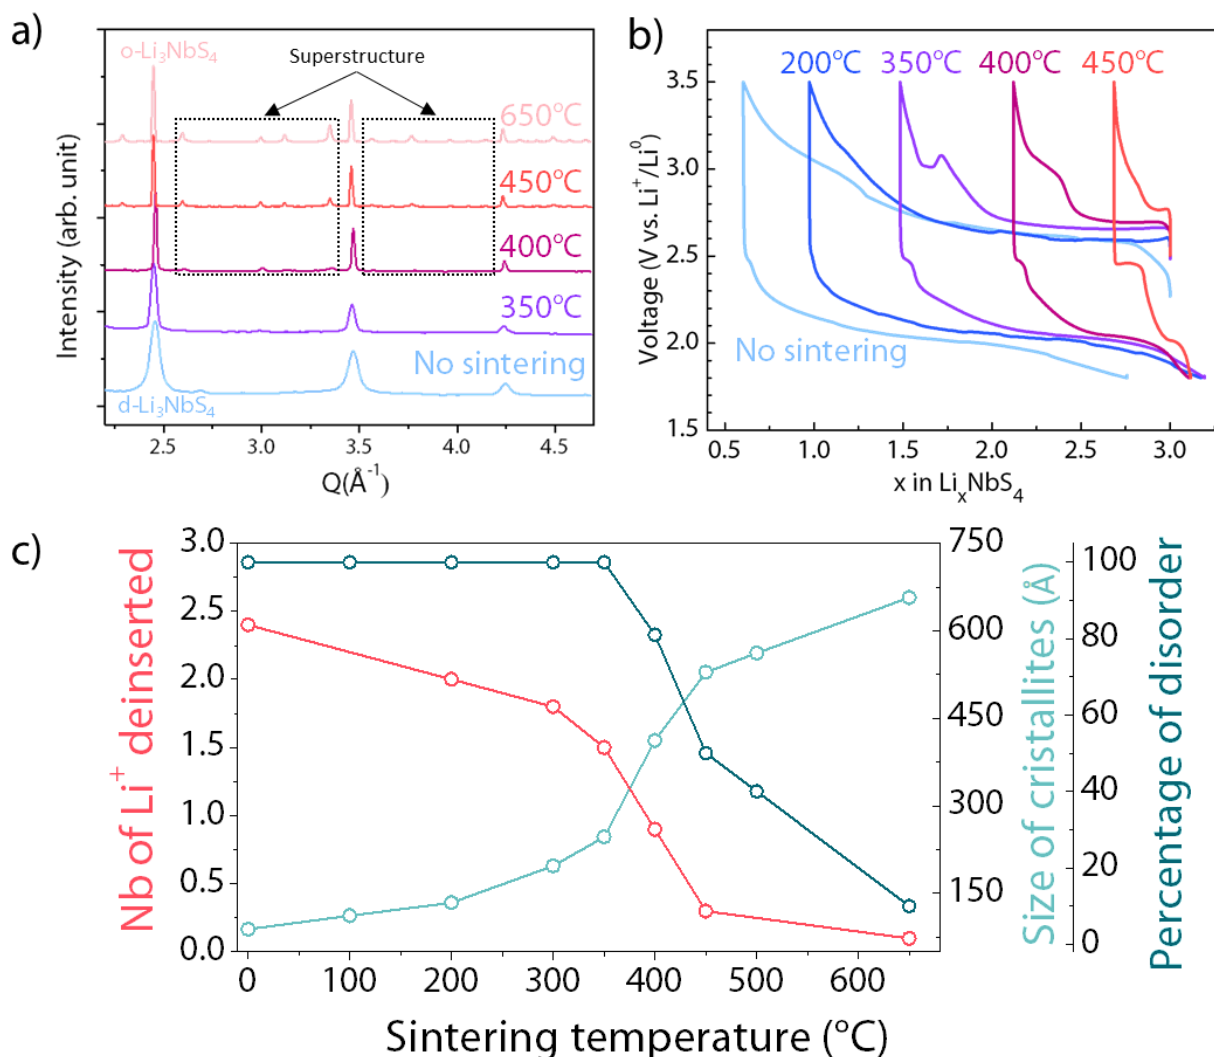 a)
o-Li₃NbS₄
Superstructure
650°C
450°C
400°C
350°C
No sintering
d-Li₃NbS₄
Intensity (arb. unit)
2.5 3.0 3.5 4.0 4.5
Q(Å⁻¹)
b)
200°C 350°C 400°C 450°C
3.5
3.0
2.5
2.0
1.5
No sintering
Voltage (V vs. Li⁺/Li⁰)
0.5 1.0 1.5 2.0 2.5 3.0
x in LiₓNbS₄
c)
Nb of Li⁺ deinserted
3.0
2.5
2.0
1.5
1.0
0.5
0.0
750
600
450
300
150
Size of cristallites (Å)
100
80
60
40
20
0
Percentage of disorder
0 100 200 300 400 500 600
Sintering temperature (°C)